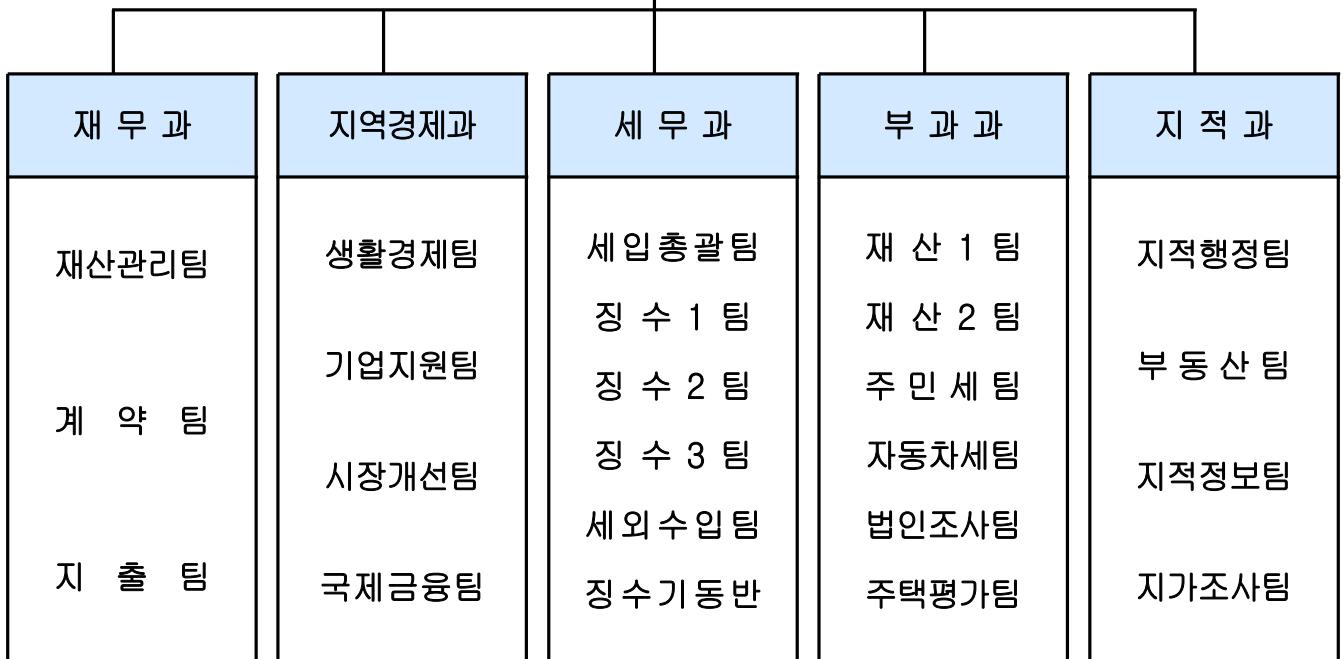 재 무 과
재산관리팀
계 약 팀
지 출 팀
지역경제과
생활경제팀
기업지원팀
시장개선팀
국제금융팀
세 무 과
세입총괄팀
징 수 1 팀
징 수 2 팀
징 수 3 팀
세외수입팀
징수기동반
부 과 과
재 산 1 팀
재 산 2 팀
주 민 세 팀
자동차세팀
법인조사팀
주택평가팀
지 적 과
지적행정팀
부 동 산 팀
지적정보팀
지가조사팀